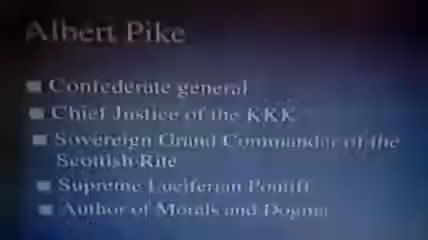 Albert Pike
Confederate general
Chief Justice of the KKK
Sovereign Grand Commander of the
Scottish Rite
Supreme Luciferian Pontiff
Author of Morals and Dogma